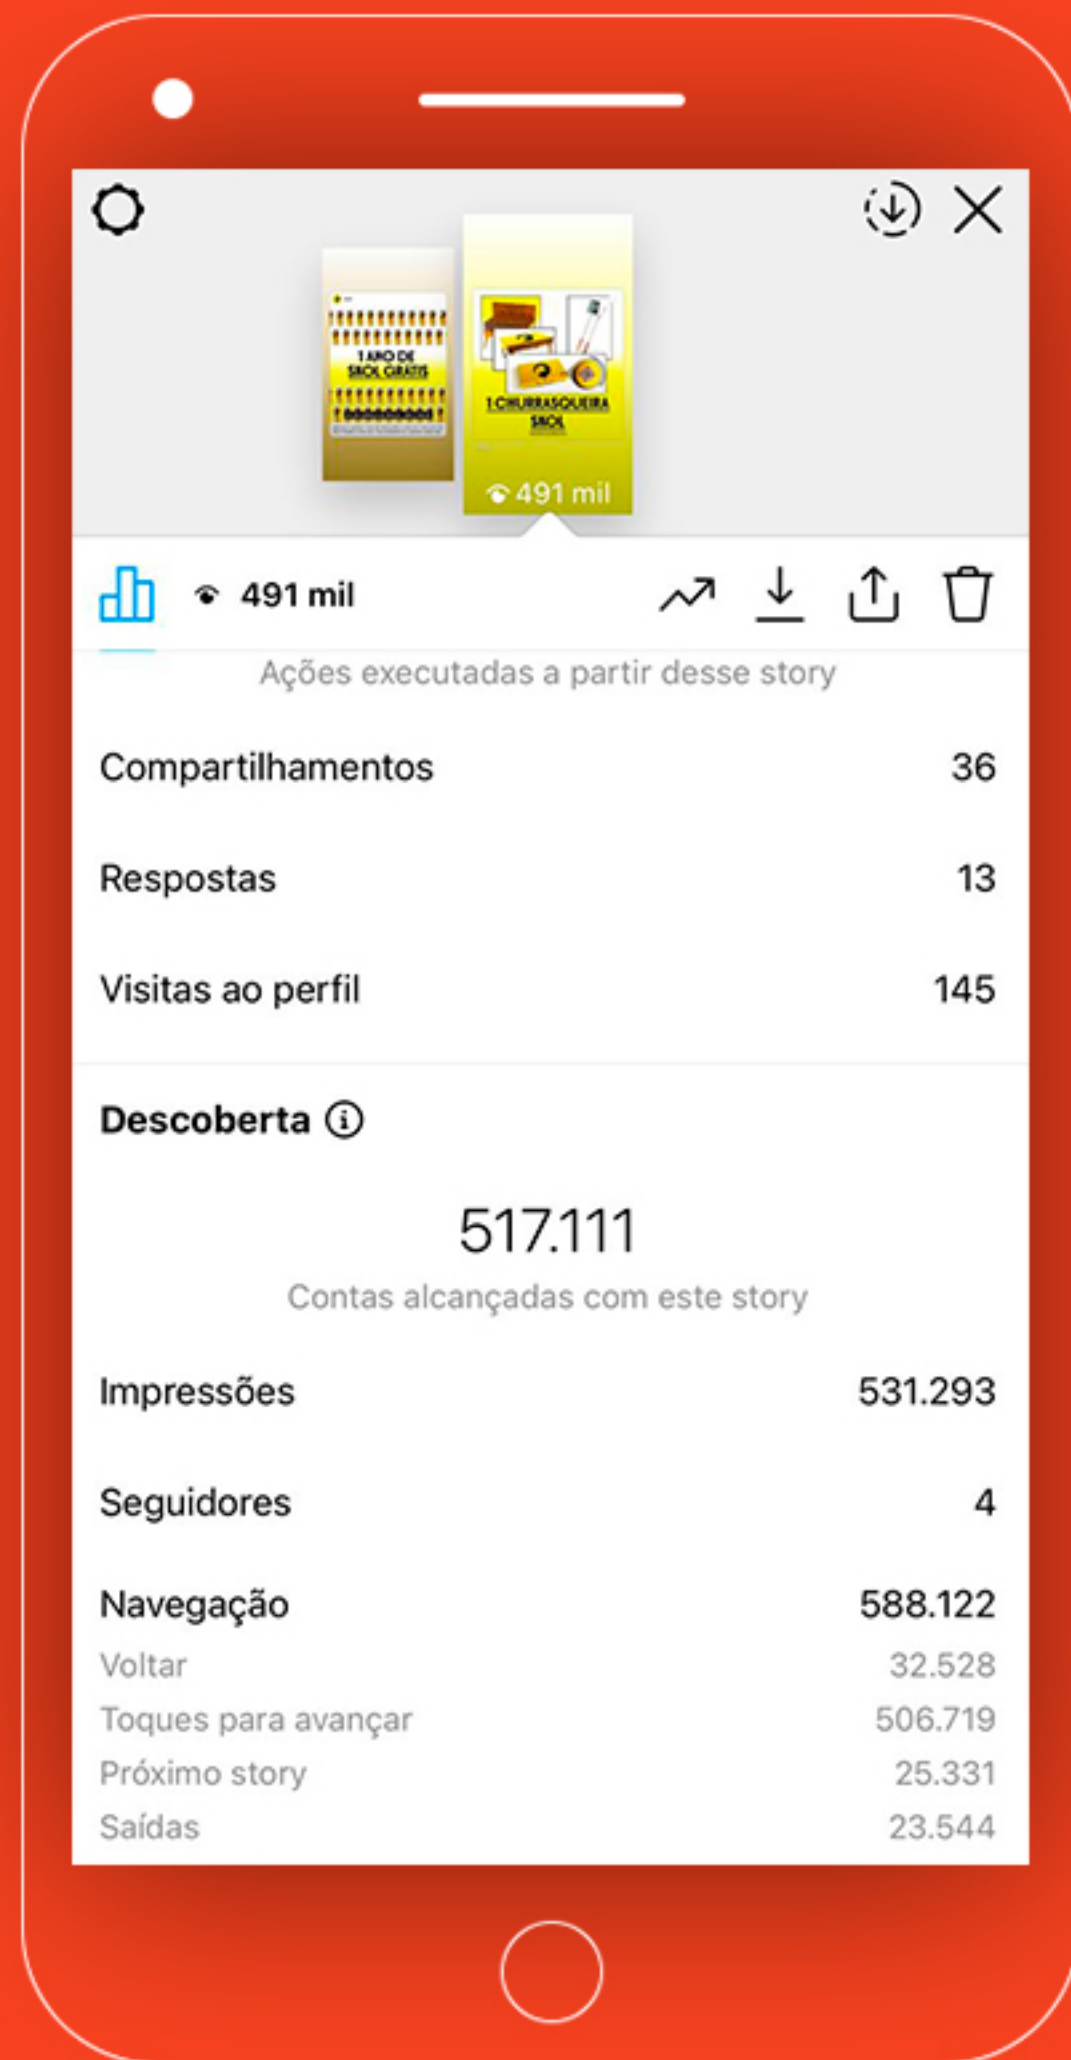 1 ANO DE
SKOL GRÁTIS
1 CHURRASQUEIRA
SKOL
491 mil
491 mil
Ações executadas a partir desse story
Compartilhamentos 36
Respostas 13
Visitas ao perfil 145
Descoberta
517.111
Contas alcançadas com este story
Impressões 531.293
Seguidores 4
Navegação 588.122
Voltar 32.528
Toques para avançar 506.719
Próximo story 25.331
Saídas 23.544